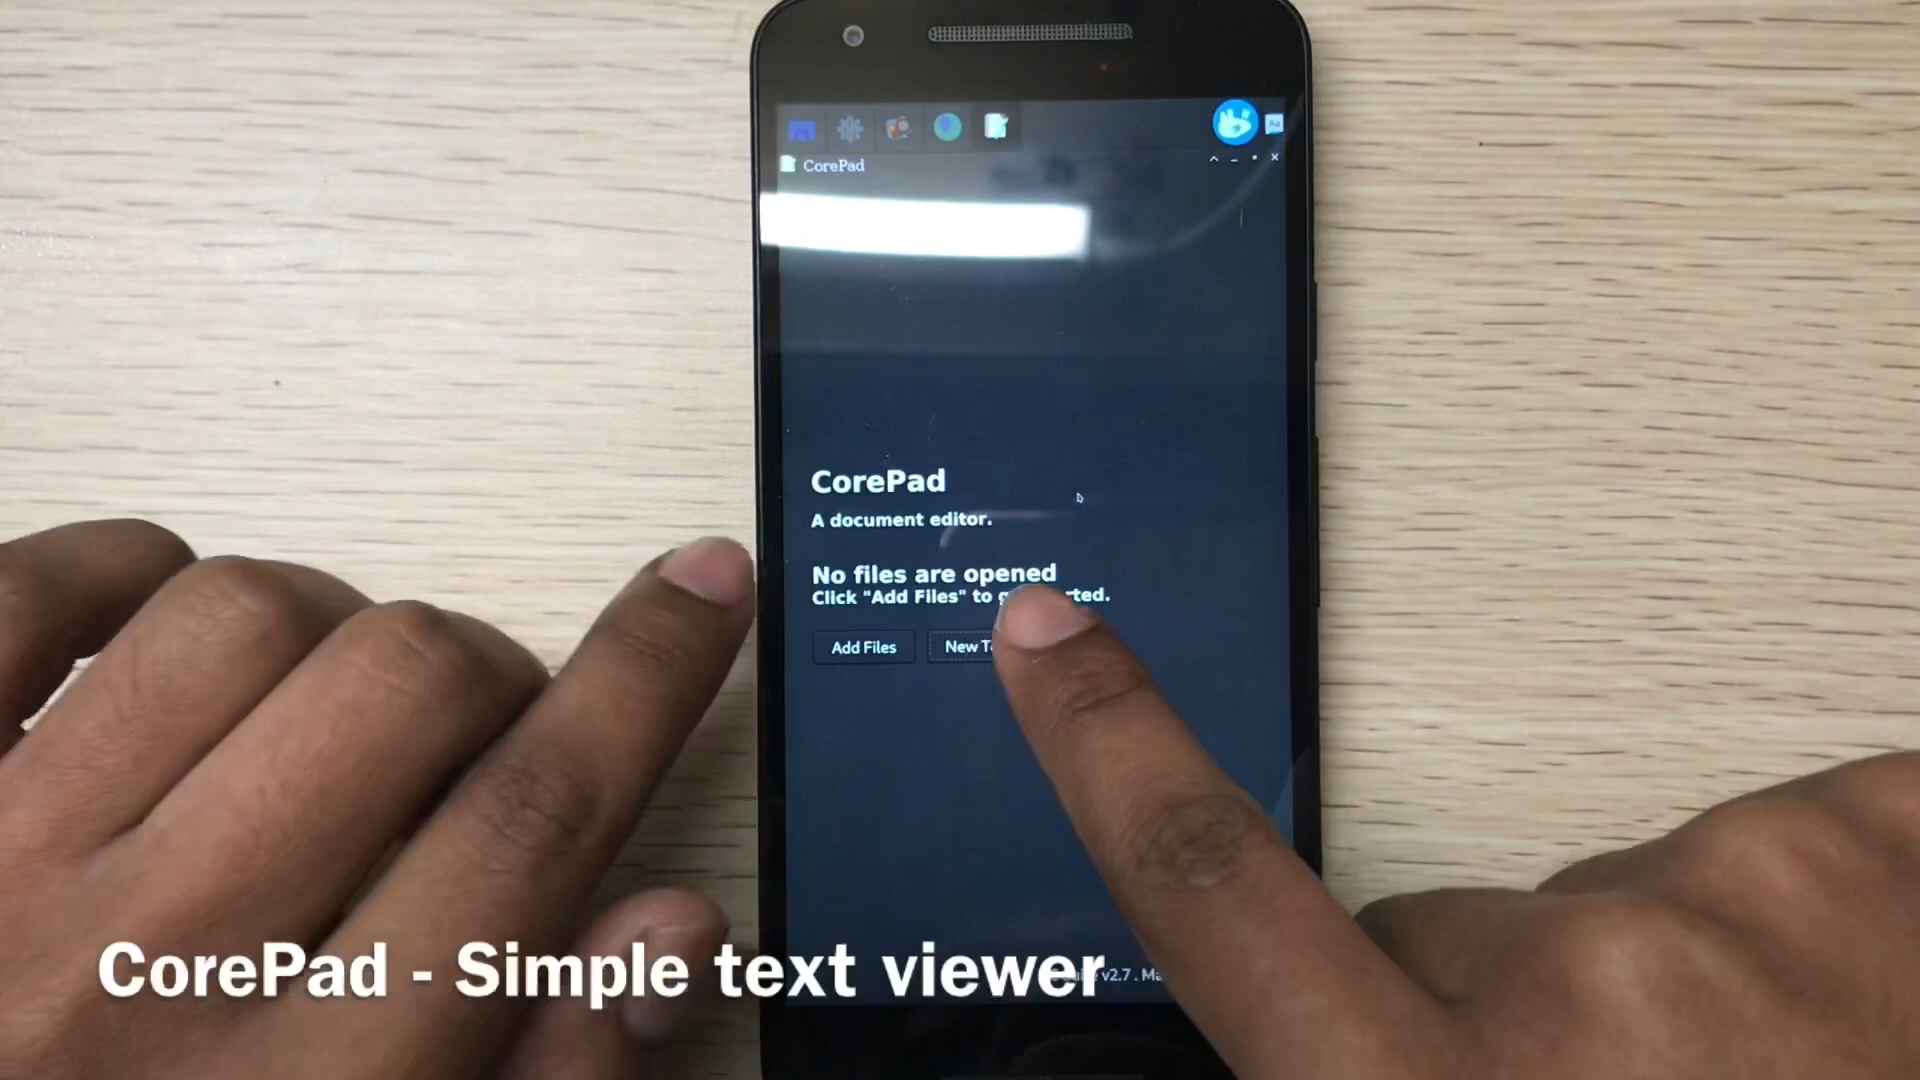 CorePad
CorePad
A document editor.
No files are opened
Click "Add Files" to
Add Files New
CorePad - Simple text viewer
v2.7 .